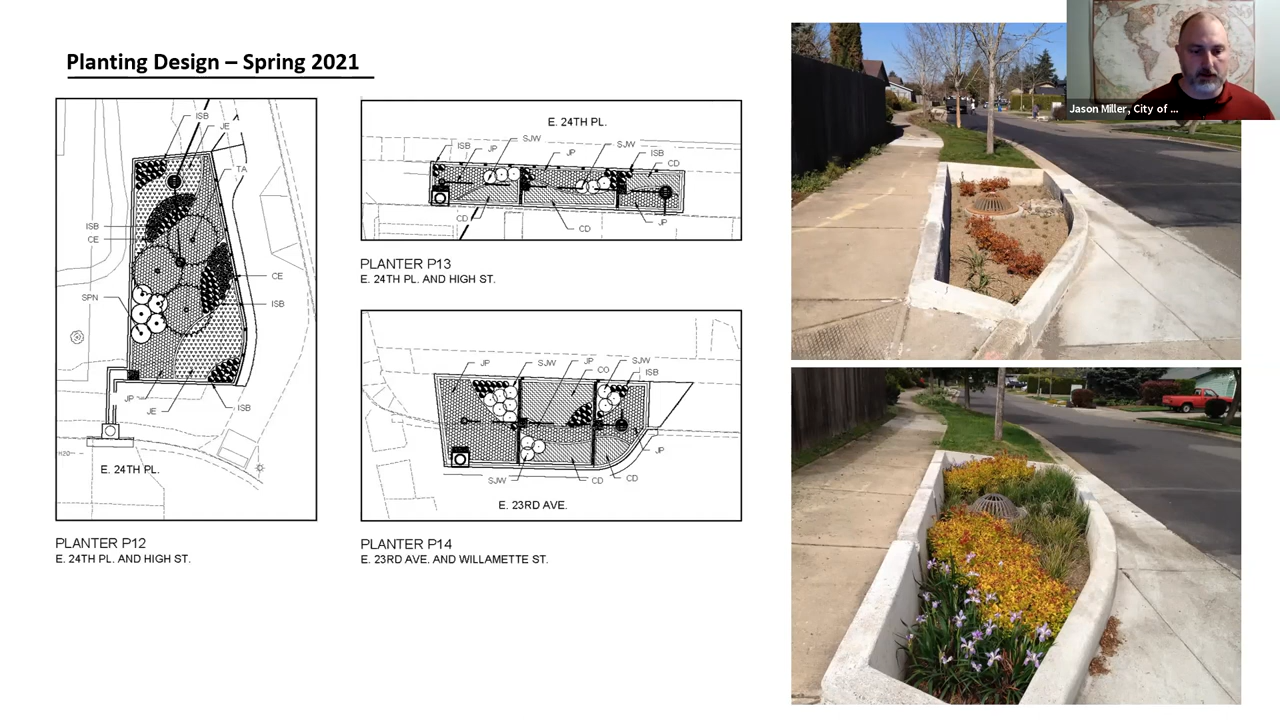 Planting Design – Spring 2021
Jason Miller, City of ...
ISB
JE
TA
ISB
CE
CE
SPN
ISB
JP
JE
ISB
E. 24TH PL.
PLANTER P12
E. 24TH PL. AND HIGH ST.
E. 24TH PL.
ISB
JP
SJW
JP
SJW
ISB
CD
CD
CD
JP
PLANTER P13
E. 24TH PL. AND HIGH ST.
JP
SJW
JP
CO
SJW
ISB
JP
SJW
CD
CD
E. 23RD AVE.
PLANTER P14
E. 23RD AVE. AND WILLAMETTE ST.